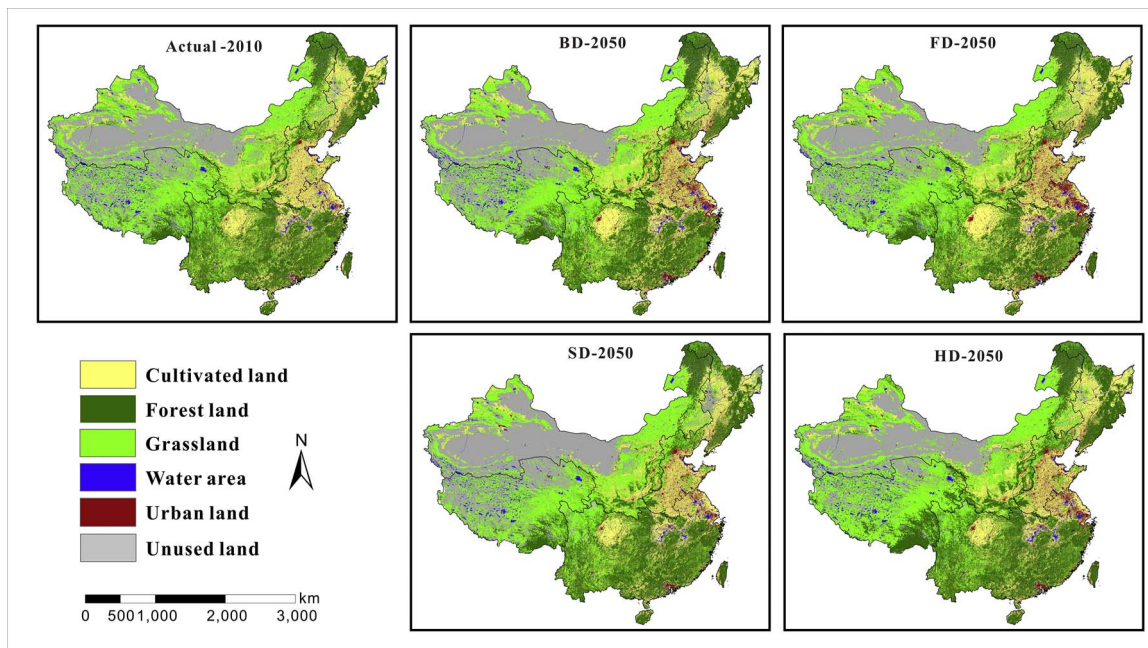 Actual -2010
BD-2050
FD-2050
SD-2050
HD-2050
Cultivated land
Forest land
Grassland
Water area
Urban land
Unused land
N
km
0 500 1,000 2,000 3,000